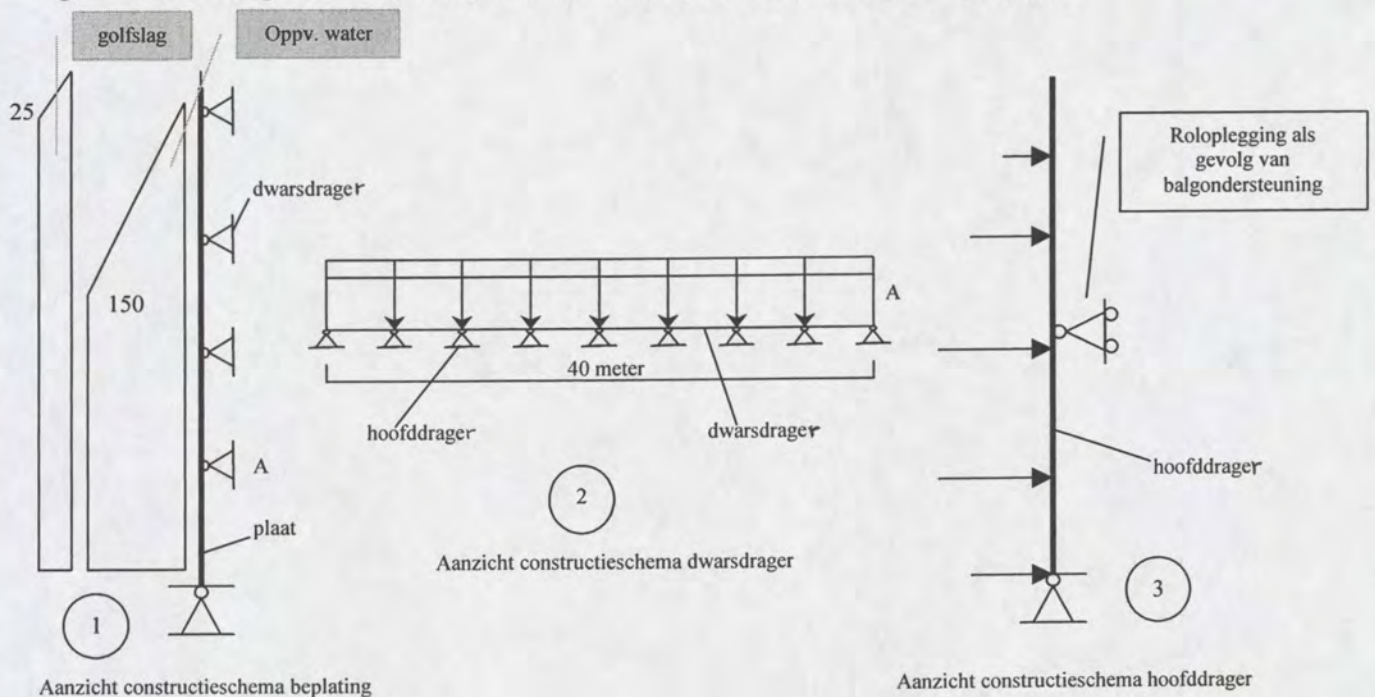 golfslag
Oppv. water
25
dwarsdrager
150
A
plaat
1
Aanzicht constructieschema beplating
A
40 meter
hoofddrager
dwarsdrager
2
Aanzicht constructieschema dwarsdrager
Roloplegging als
gevolg van
balgondersteuning
hoofddrager
3
Aanzicht constructieschema hoofddrager